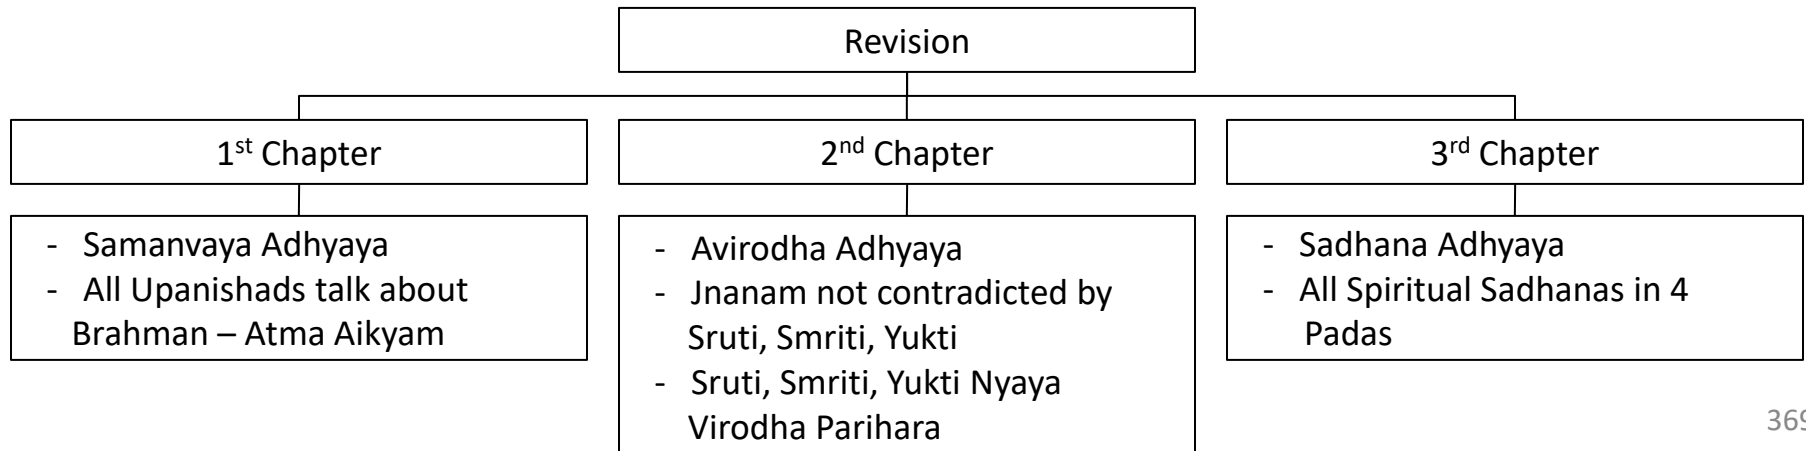 Revision
1st Chapter
2nd Chapter
3rd Chapter
- Samanvaya Adhyaya
- All Upanishads talk about
Brahman – Atma Aikyam
- Avirodha Adhyaya
- Jnanam not contradicted by
Sruti, Smriti, Yukti
- Sruti, Smriti, Yukti Nyaya
Virodha Parihara
- Sadhana Adhyaya
- All Spiritual Sadhanas in 4
Padas
369